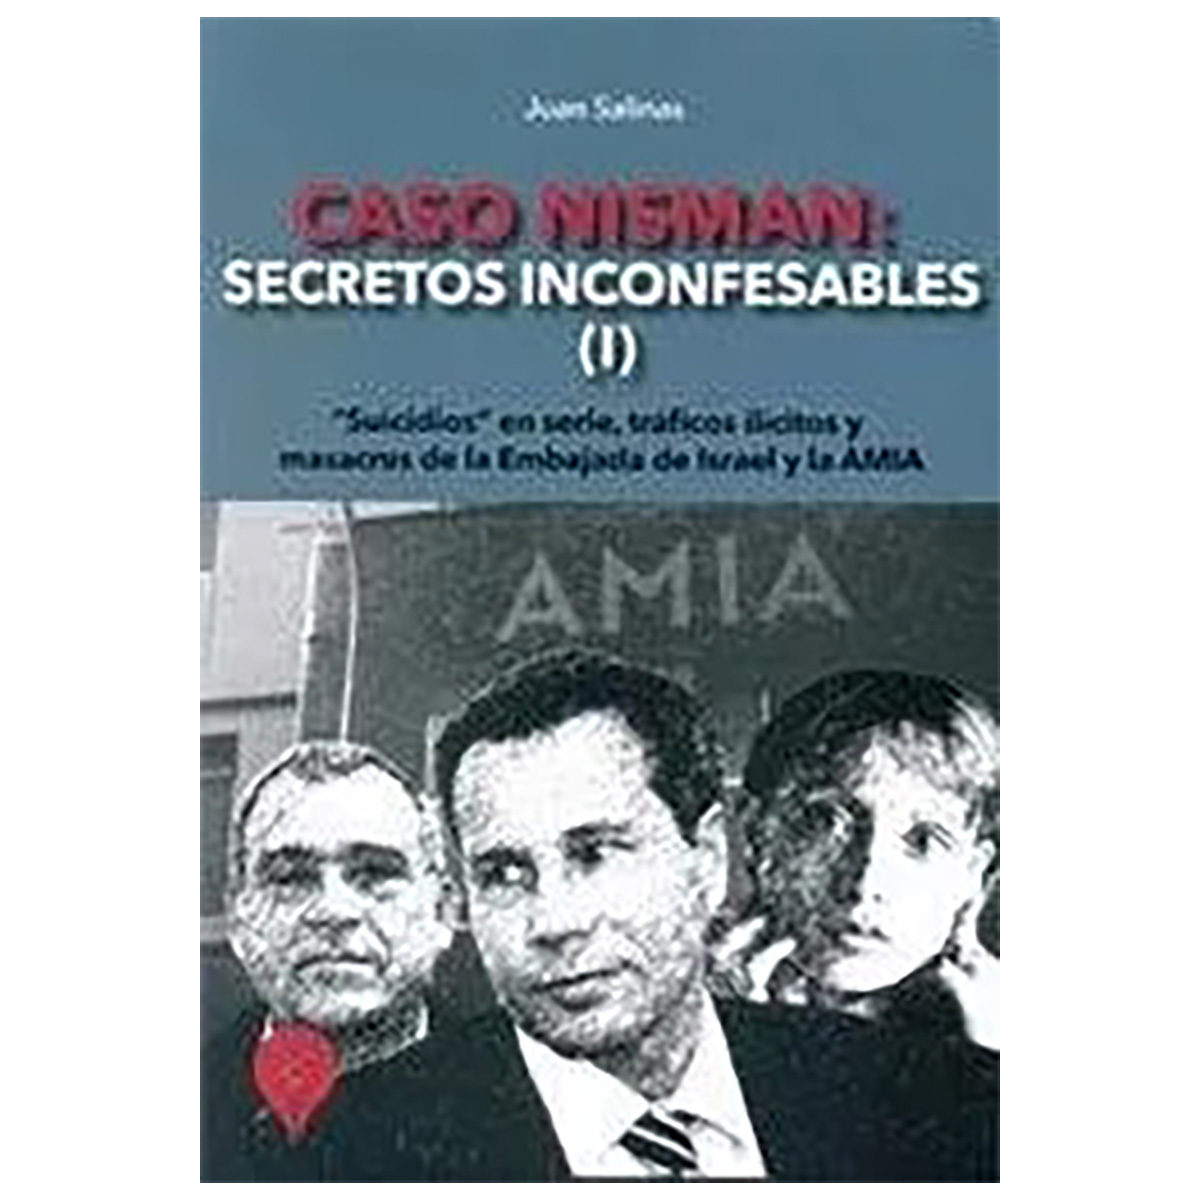 Juan Salinas
CASO NISMAN:
SECRETOS INCONFESABLES
(I)
"Suicidios" en serie, tráficos ilícitos y
masacres de la Embajada de Israel y la AMIA
AMIA